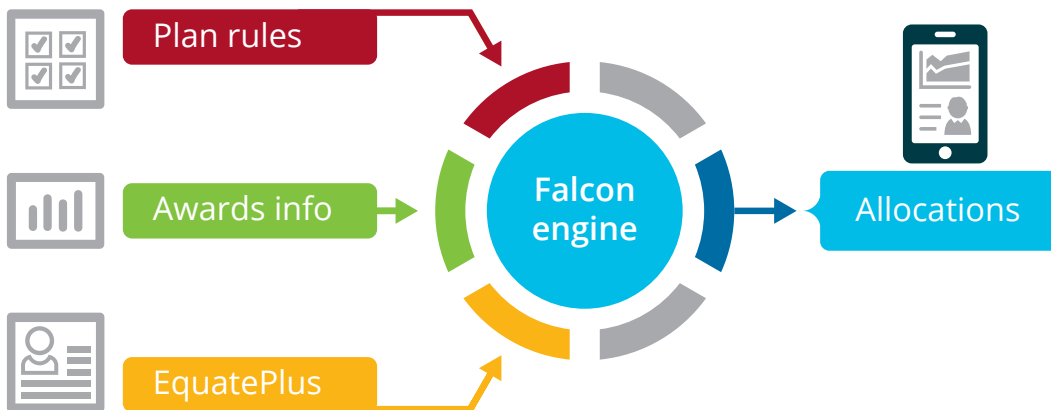 Plan rules
Awards info
EquatePlus
Falcon
engine
Allocations